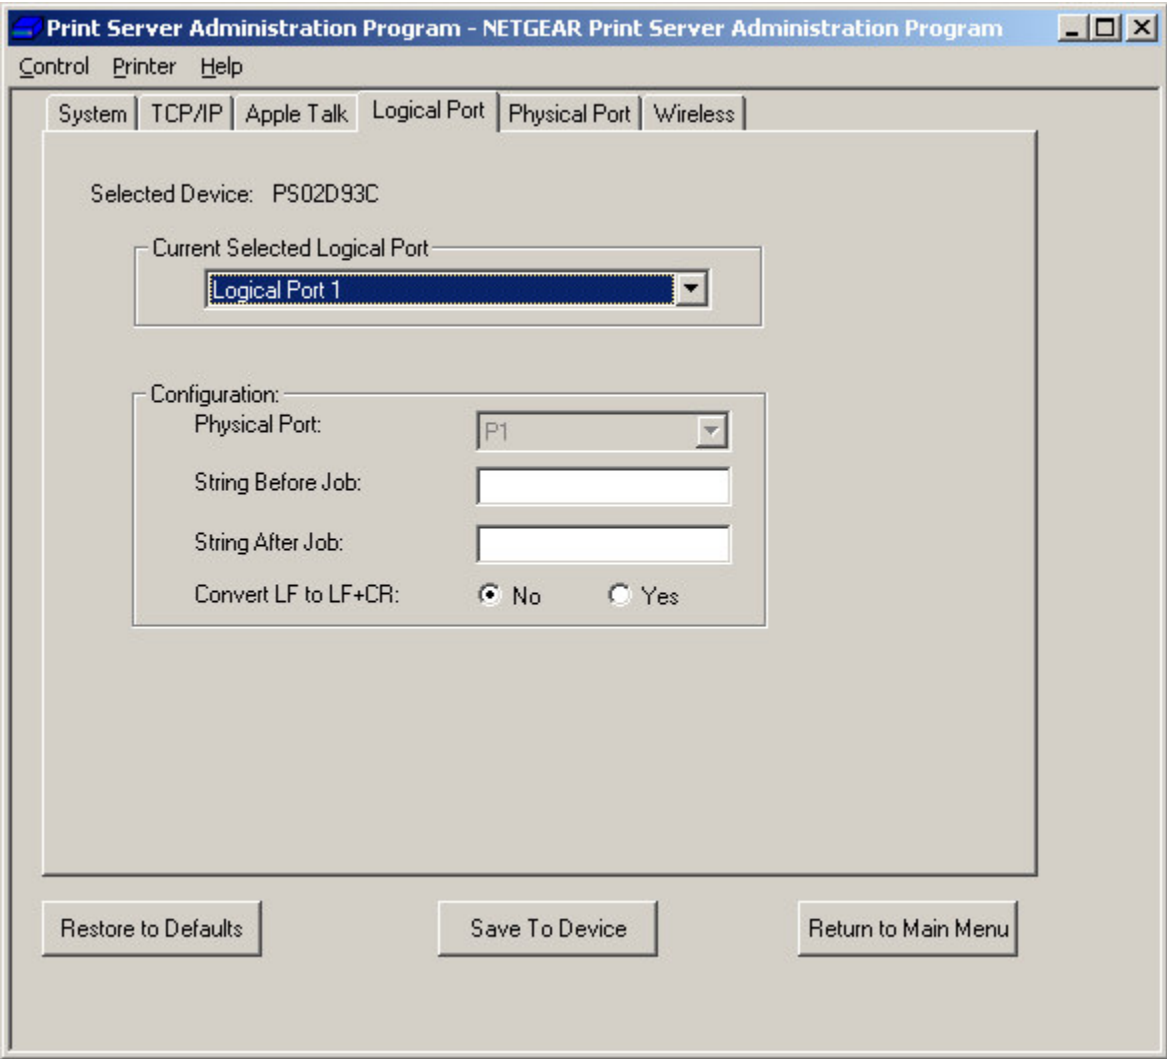 Print Server Administration Program - NETGEAR Print Server Administration Program
Control Printer Help
System TCP/IP Apple Talk Logical Port Physical Port Wireless
Selected Device: PS02D93C
Current Selected Logical Port
Logical Port 1
Configuration:
Physical Port: P1
String Before Job:
String After Job:
Convert LF to LF+CR: No Yes
Restore to Defaults Save To Device Return to Main Menu